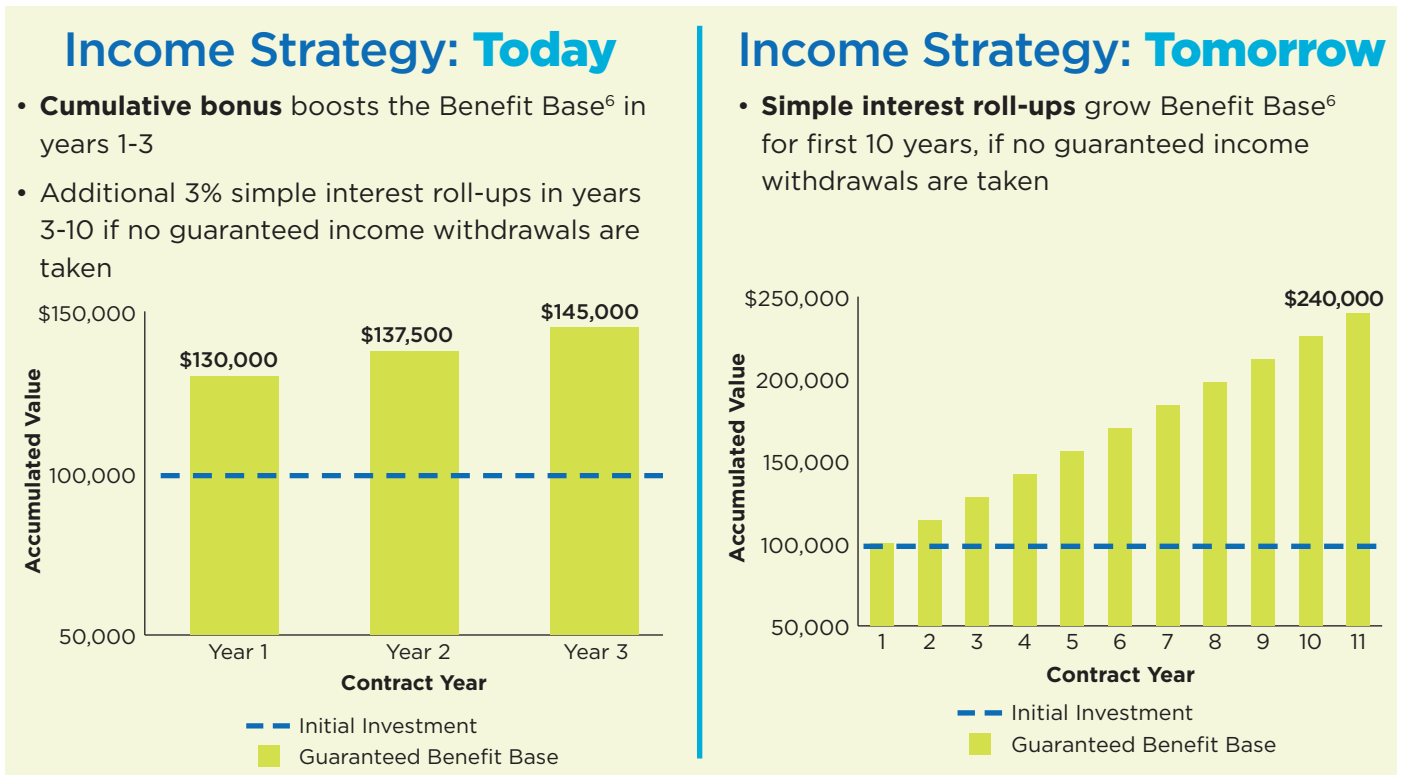 Income Strategy: Today
• Cumulative bonus boosts the Benefit Base6 in
years 1-3
• Additional 3% simple interest roll-ups in years
3-10 if no guaranteed income withdrawals are
taken
Accumulated Value
$150,000
100,000
50,000
$130,000
$137,500
$145,000
Year 1 Year 2 Year 3
Contract Year
Initial Investment
Guaranteed Benefit Base
Income Strategy: Tomorrow
• Simple interest roll-ups grow Benefit Base6
for first 10 years, if no guaranteed income
withdrawals are taken
Accumulated Value
$250,000
200,000
150,000
100,000
50,000
$240,000
1 2 3 4 5 6 7 8 9 10 11
Contract Year
Initial Investment
Guaranteed Benefit Base